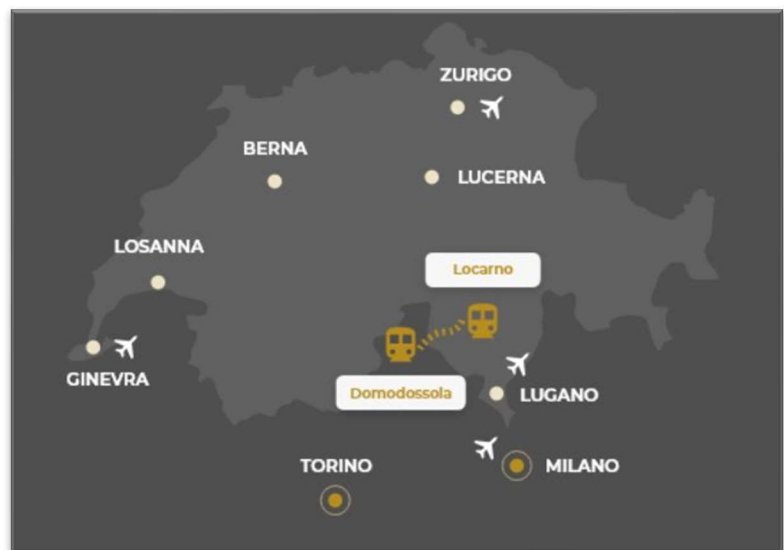 ZURIGO
BERNA
LUCERNA
LOSANNA
Locarno
GINEVRA
Domodossola
LUGANO
TORINO
MILANO